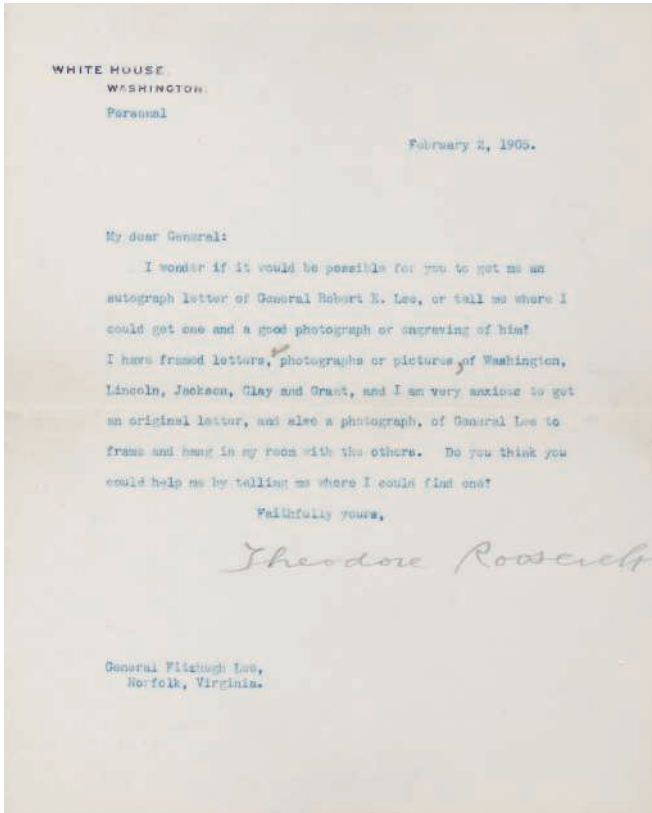 WHITE HOUSE.
WASHINGTON.
Personal
February 2, 1905.
My dear General:
I wonder if it would be possible for you to get me an
autograph letter of General Robert E. Lee, or tell me where I
could get one and a good photograph or engraving of him?
I have framed letters, photographs or pictures, of Washington,
Lincoln, Jackson, Clay and Grant, and I am very anxious to get
an original letter, and also a photograph, of General Lee to
frame and hang in my room with the others. Do you think you
could help me by telling me where I could find one?
Faithfully yours,
Theodore Roosevelt
General Fitzhugh Lee,
Norfolk, Virginia.